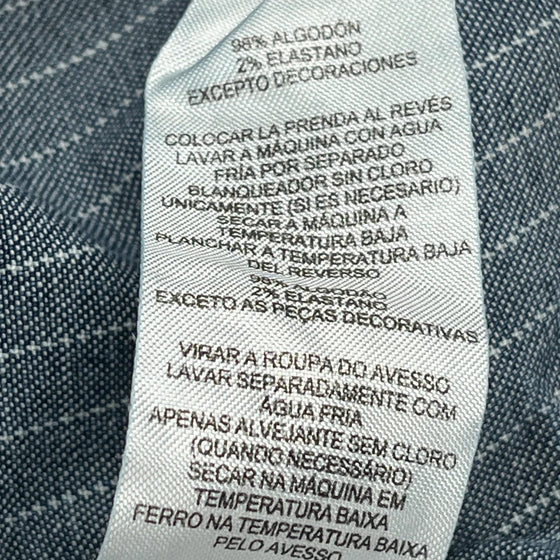 98% ALGODÓN
2% ELASTANO
EXCEPTO DECORACIONES
COLOCAR LA PRENDA AL REVÉS
LAVAR A MÁQUINA CON AGUA
FRÍA POR SEPARADO
BLANQUEADOR SIN CLORO
ÚNICAMENTE (SI ES NECESARIO)
SECAR A MÁQUINA A
TEMPERATURA BAJA
PLANCHAR A TEMPERATURA BAJA
DEL REVERSO
98% ALGODÃO
2% ELASTANO
EXCETO AS PEÇAS DECORATIVAS
VIRAR A ROUPA DO AVESSO
LAVAR SEPARADAMENTE COM
ÁGUA FRIA
APENAS ALVEJANTE SEM CLORO
(QUANDO NECESSÁRIO)
SECAR NA MÁQUINA EM
TEMPERATURA BAIXA
FERRO NA TEMPERATURA BAIXA
PELO AVESSO